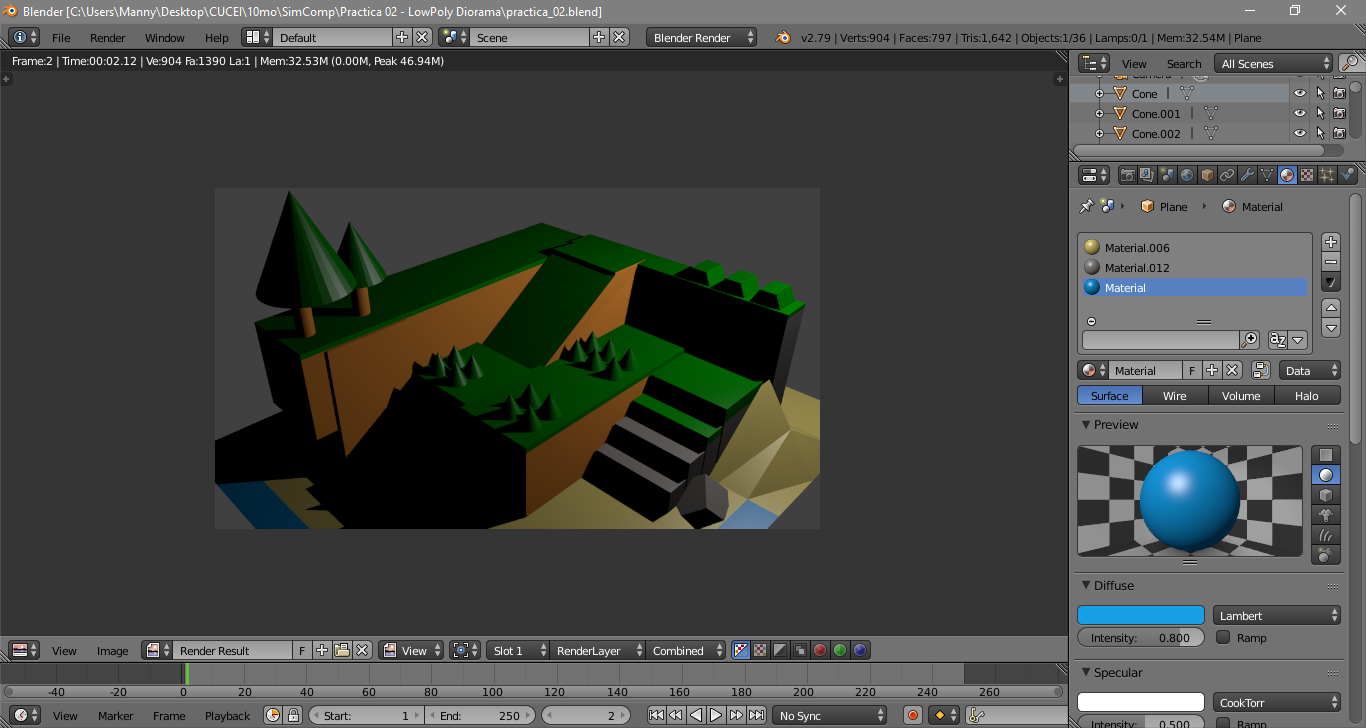 Blender [C:\Users\Manny\Desktop\CUCEI\10mo\SimComp\Practica 02 - LowPoly Diorama\practica_02.blend]
File Render Window Help Default Scene Blender Render v2.79 | Verts:904 | Faces:797 | Tris:1,642 | Objects:1/36 | Lamps:0/1 | Mem:32.54M | Plane
Frame:2 | Time:00:02.12 | Ve:904 Fa:1390 La:1 | Mem:32.53M (0.00M, Peak 46.94M)
View Search All Scenes
Camera
Cone
Cone.001
Cone.002
Plane Material
Material.006
Material.012
Material
Material F Data
Surface Wire Volume Halo
Preview
Diffuse
Lambert
Intensity: 0.800 Ramp
Specular
CookTorr
Intensity: 0.500 Ramp
View Image Render Result F View Slot 1 RenderLayer Combined
-40 -20 0 20 40 60 80 100 120 140 160 180 200 220 240 260
View Marker Frame Playback Start: 1 End: 250 2 No Sync